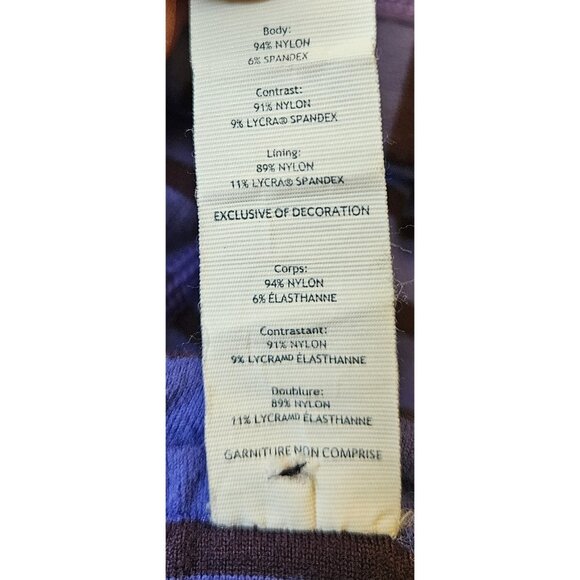 Body:
94% NYLON
6% SPANDEX
Contrast:
91% NYLON
9% LYCRA® SPANDEX
Lining:
89% NYLON
11% LYCRA® SPANDEX
EXCLUSIVE OF DECORATION
Corps:
94% NYLON
6% ÉLASTHANNE
Contrastant:
91% NYLON
9% LYCRAᴹᴰ ÉLASTHANNE
Doublure:
89% NYLON
11% LYCRAᴹᴰ ÉLASTHANNE
GARNITURE NON COMPRISE